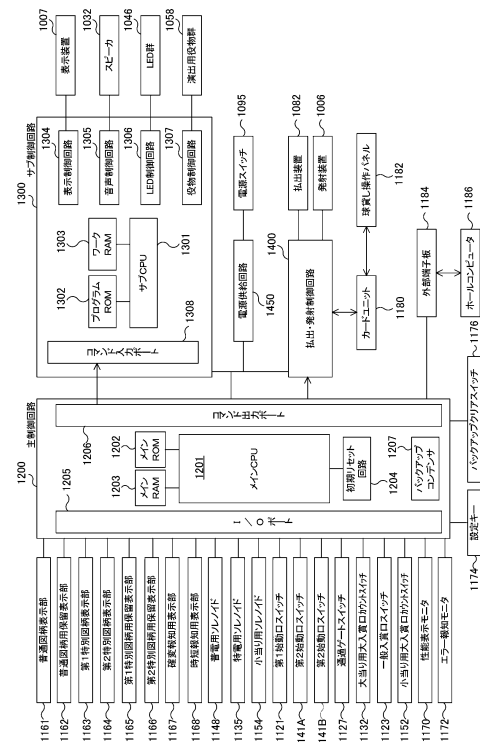 1200
主制御回路
1161
普通図柄表示部
1162
普通図柄用保留表示部
1163
第1特別図柄表示部
1164
第2特別図柄表示部
1165
第1特別図柄用保留表示部
1166
第2特別図柄用保留表示部
1167
確変報知用表示部
1168
時短報知用表示部
1148
普電用ソレノイド
1135
特電用ソレノイド
1154
小当り用ソレノイド
1121
第1始動口スイッチ
141A
第2始動口スイッチ
141B
第2始動口スイッチ
1127
通過ゲートスイッチ
1132
大当り用大入賞口カウントスイッチ
1123
一般入賞口スイッチ
1152
小当り用大入賞口カウントスイッチ
1170
性能表示モニタ
1172
エラー報知モニタ
1205
I/Oポート
1203
メイン
RAM
1202
メイン
ROM
1201
メインCPU
初期リセット
回路
1204
1207
バックアップ
コンデンサ
1206
コマンド出力ポート
1174
設定キー
バックアップクリアスイッチ
1176
1300
サブ制御回路
1308
コマンド入力ポート
1302
プログラム
ROM
1303
ワーク
RAM
サブCPU
1301
1304
表示制御回路
1305
音声制御回路
1306
LED制御回路
1307
役物制御回路
表示装置
1007
スピーカ
1032
LED群
1046
演出用役物群
1058
電源供給回路
1450
電源スイッチ
1095
1400
払出・発射制御回路
払出装置
1082
発射装置
1006
カードユニット
1180
球貸し操作パネル
1182
外部端子板
1184
ホールコンピュータ
1186